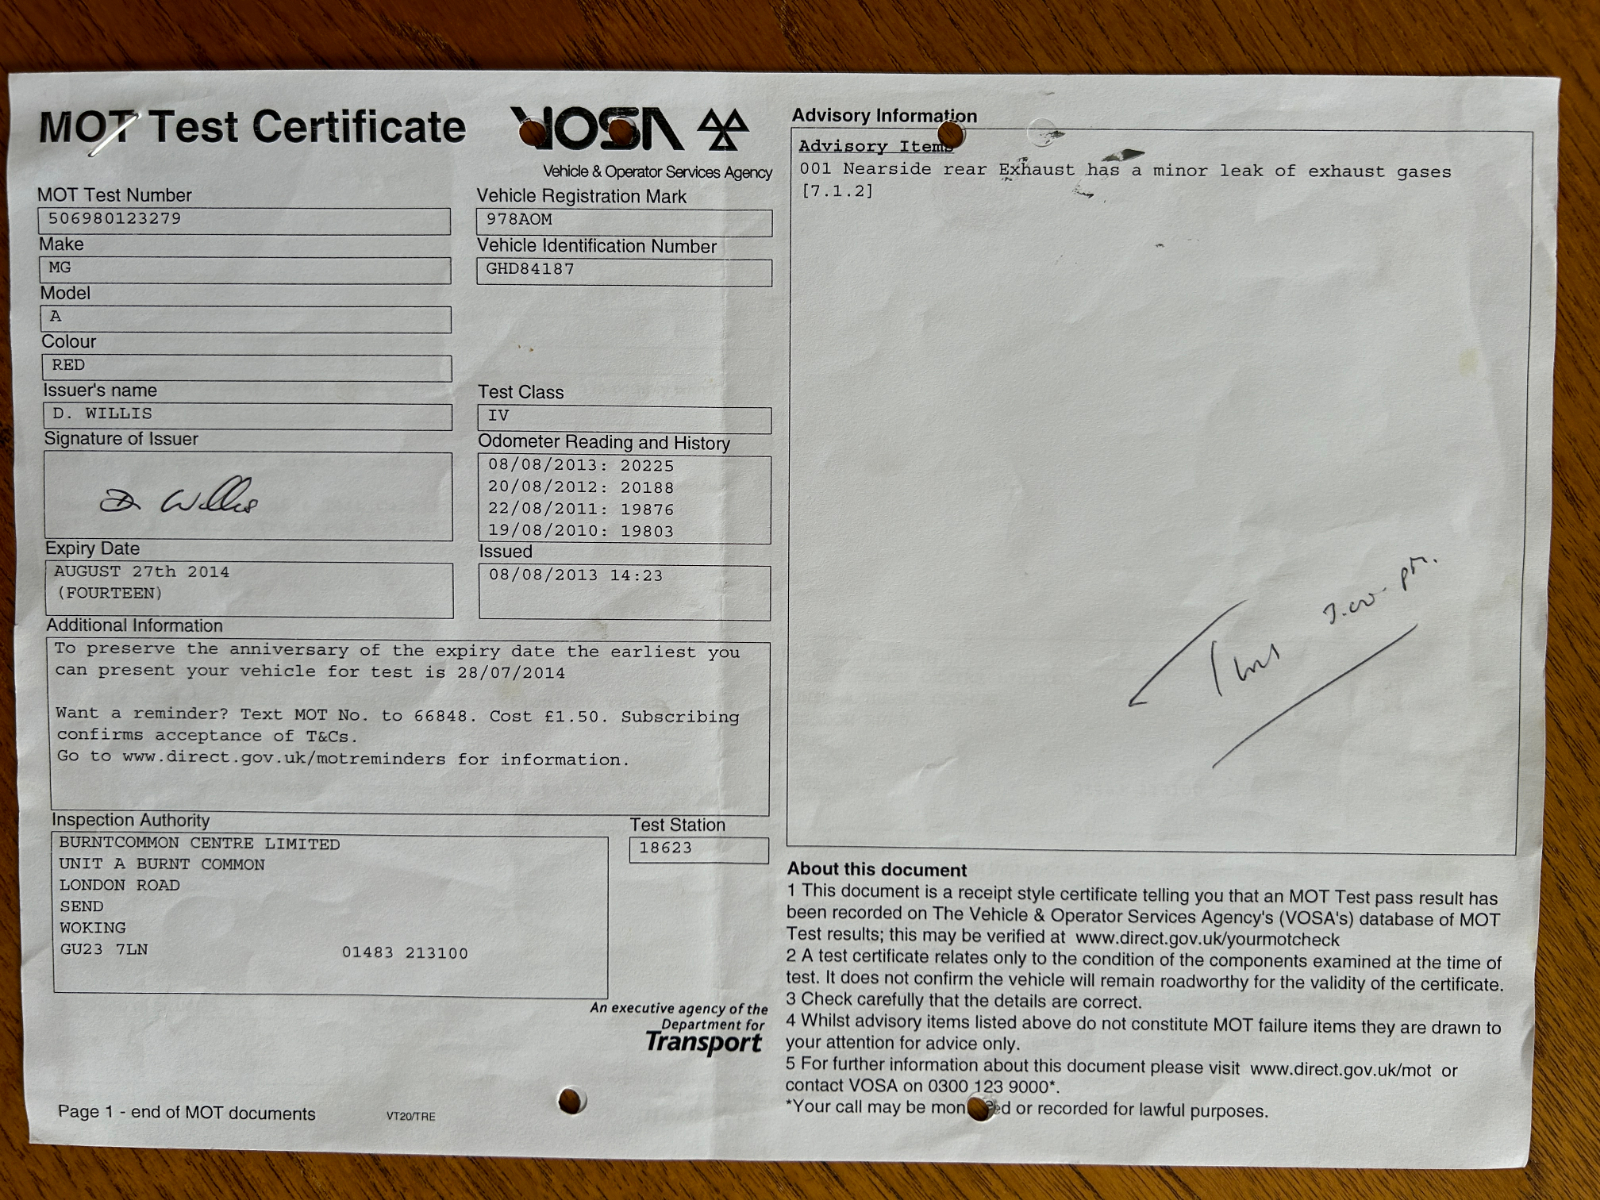 MOT Test Certificate
VOSA
Vehicle & Operator Services Agency
MOT Test Number
506980123279
Vehicle Registration Mark
978AOM
Make
MG
Vehicle Identification Number
GHD84187
Model
A
Colour
RED
Issuer's name
D. WILLIS
Test Class
IV
Signature of Issuer
D Willis
Odometer Reading and History
08/08/2013: 20225
20/08/2012: 20188
22/08/2011: 19876
19/08/2010: 19803
Expiry Date
AUGUST 27th 2014
(FOURTEEN)
Issued
08/08/2013 14:23
Additional Information
To preserve the anniversary of the expiry date the earliest you
can present your vehicle for test is 28/07/2014
Want a reminder? Text MOT No. to 66848. Cost £1.50. Subscribing
confirms acceptance of T&Cs.
Go to www.direct.gov.uk/motreminders for information.
Inspection Authority
BURNTCOMMON CENTRE LIMITED
UNIT A BURNT COMMON
LONDON ROAD
SEND
WOKING
GU23 7LN 01483 213100
Test Station
18623
An executive agency of the
Department for
Transport
Page 1 - end of MOT documents
VT20/TRE
Advisory Information
Advisory Items
001 Nearside rear Exhaust has a minor leak of exhaust gases
[7.1.2]
About this document
1 This document is a receipt style certificate telling you that an MOT Test pass result has
been recorded on The Vehicle & Operator Services Agency's (VOSA's) database of MOT
Test results; this may be verified at www.direct.gov.uk/yourmotcheck
2 A test certificate relates only to the condition of the components examined at the time of
test. It does not confirm the vehicle will remain roadworthy for the validity of the certificate.
3 Check carefully that the details are correct.
4 Whilst advisory items listed above do not constitute MOT failure items they are drawn to
your attention for advice only.
5 For further information about this document please visit www.direct.gov.uk/mot or
contact VOSA on 0300 123 9000*.
*Your call may be or recorded for lawful purposes.